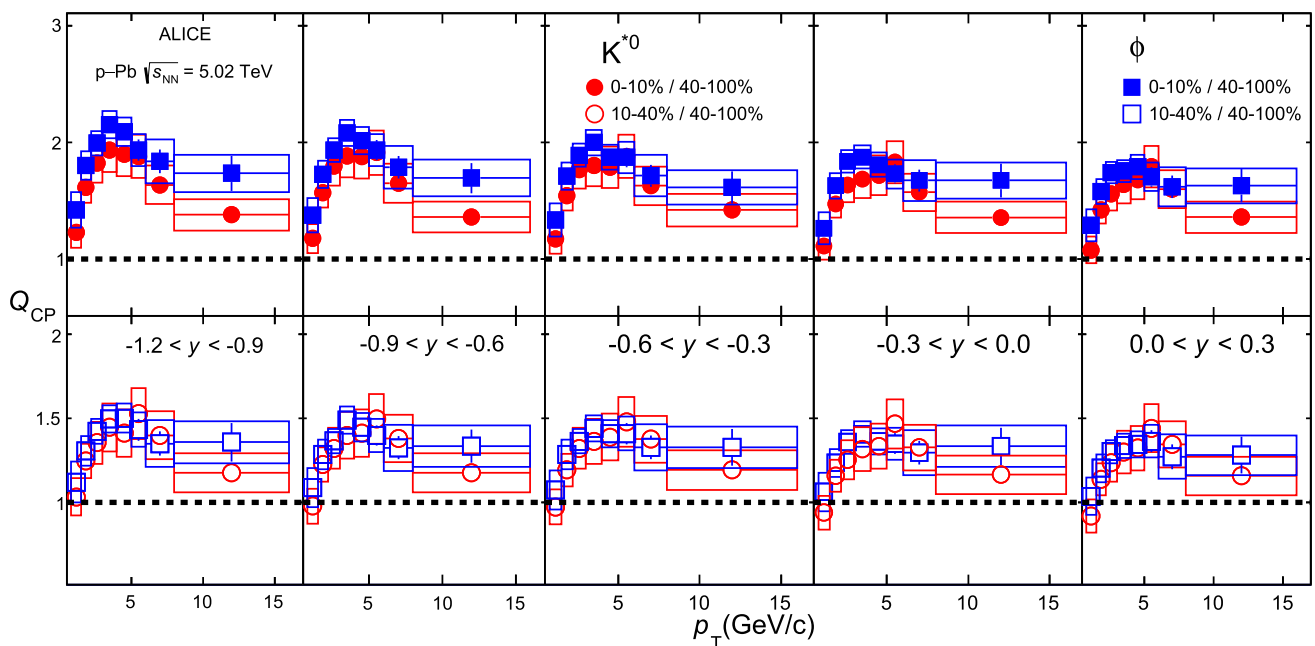 3
2
1
ALICE
p–Pb √sNN = 5.02 TeV
K*0
0-10% / 40-100%
10-40% / 40-100%
ϕ
0-10% / 40-100%
10-40% / 40-100%
QCP
2
1.5
1
-1.2 < y < -0.9
-0.9 < y < -0.6
-0.6 < y < -0.3
-0.3 < y < 0.0
0.0 < y < 0.3
5 10 15 5 10 15 5 10 15 5 10 15 5 10 15
pT(GeV/c)